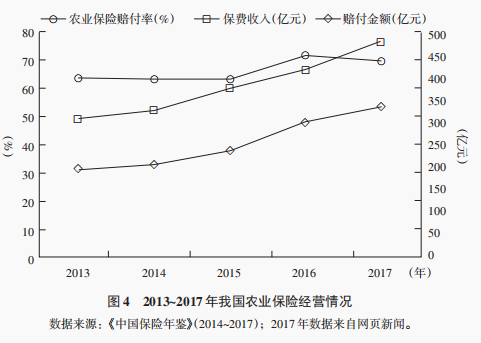 农业保险赔付率(%) 保费收入(亿元) 赔付金额(亿元)
80 500
70 450
60 400
50 350
40 300
30 250
20 200
10 150
0 100
50
0
(%)
(亿元)
2013 2014 2015 2016 2017 (年)
图4 2013~2017年我国农业保险经营情况
数据来源：《中国保险年鉴》(2014~2017)；2017年数据来自网页新闻。